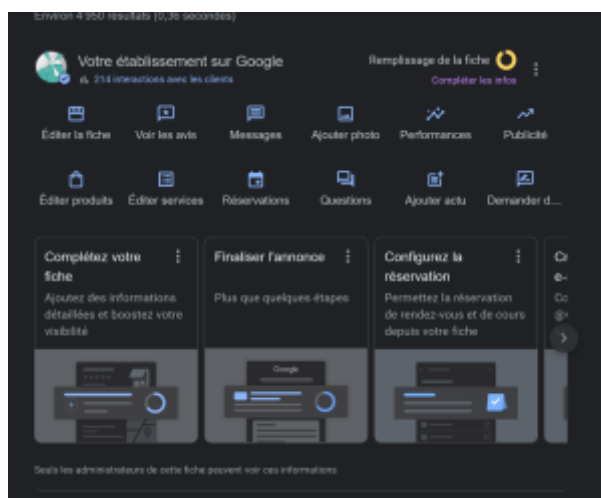 Environ 4 950 résultats (0,36 secondes)
Votre établissement sur Google
214 interactions avec les clients
Remplissage de la fiche
Compléter les infos
Éditer la fiche
Voir les avis
Messages
Ajouter photo
Performances
Publicité
Éditer produits
Éditer services
Réservations
Questions
Ajouter actu
Demander d...
Complétez votre
fiche
Ajoutez des informations
détaillées et boostez votre
visibilité
Finaliser l'annonce
Plus que quelques étapes
Google
Configurez la
réservation
Permettez la réservation
de rendez-vous et de cours
depuis votre fiche
Cr
e-
Co
Seuls les administrateurs de cette fiche peuvent voir ces informations